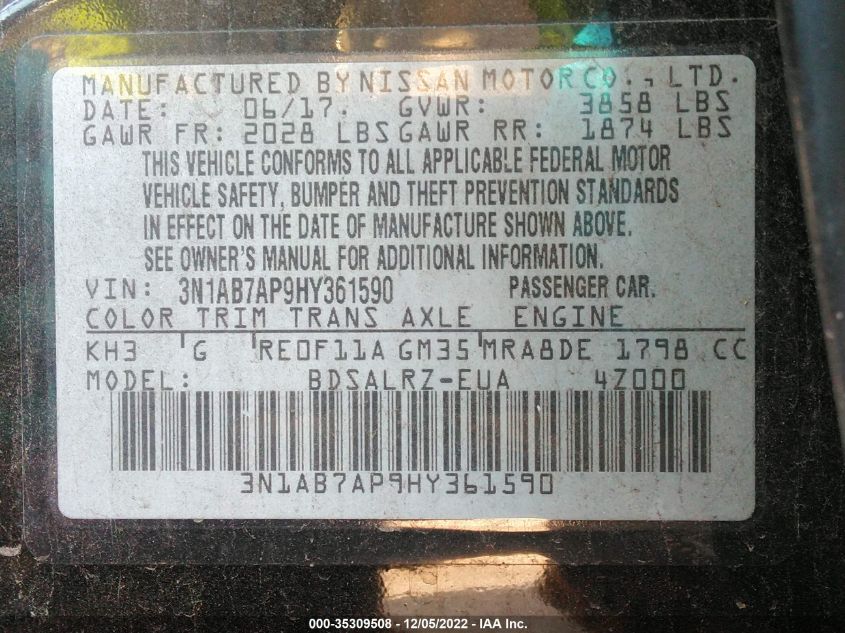 MANUFACTURED BY NISSAN MOTOR CO., LTD.
DATE: 06/17. GVWR: 3858 LBS
GAWR FR: 2028 LBS GAWR RR: 1874 LBS
THIS VEHICLE CONFORMS TO ALL APPLICABLE FEDERAL MOTOR
VEHICLE SAFETY, BUMPER AND THEFT PREVENTION STANDARDS
IN EFFECT ON THE DATE OF MANUFACTURE SHOWN ABOVE.
SEE OWNER'S MANUAL FOR ADDITIONAL INFORMATION.
VIN: 3N1AB7AP9HY361590 PASSENGER CAR.
COLOR TRIM TRANS AXLE ENGINE
KH3 'G 'RE0F11A GM35 'MRA8DE 1798 CC
MODEL: BDSALRZ-EUA 4Z000
3N1AB7AP9HY361590
000-35309508 - 12/05/2022 - IAA Inc.